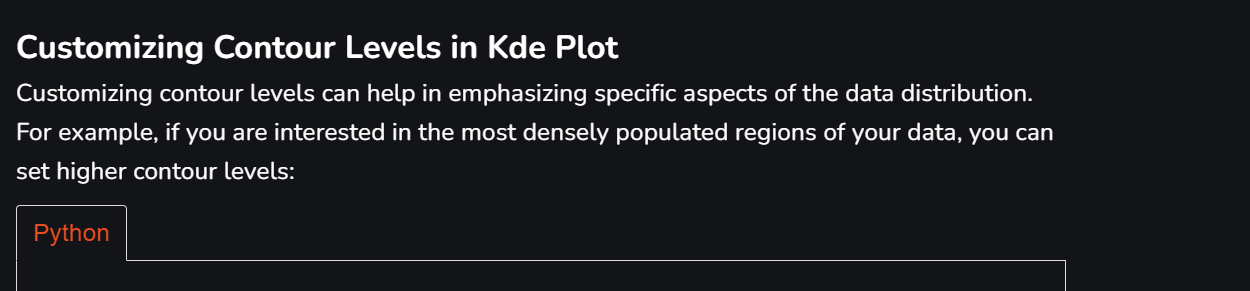 Customizing Contour Levels in Kde Plot
Customizing contour levels can help in emphasizing specific aspects of the data distribution.
For example, if you are interested in the most densely populated regions of your data, you can
set higher contour levels:
Python